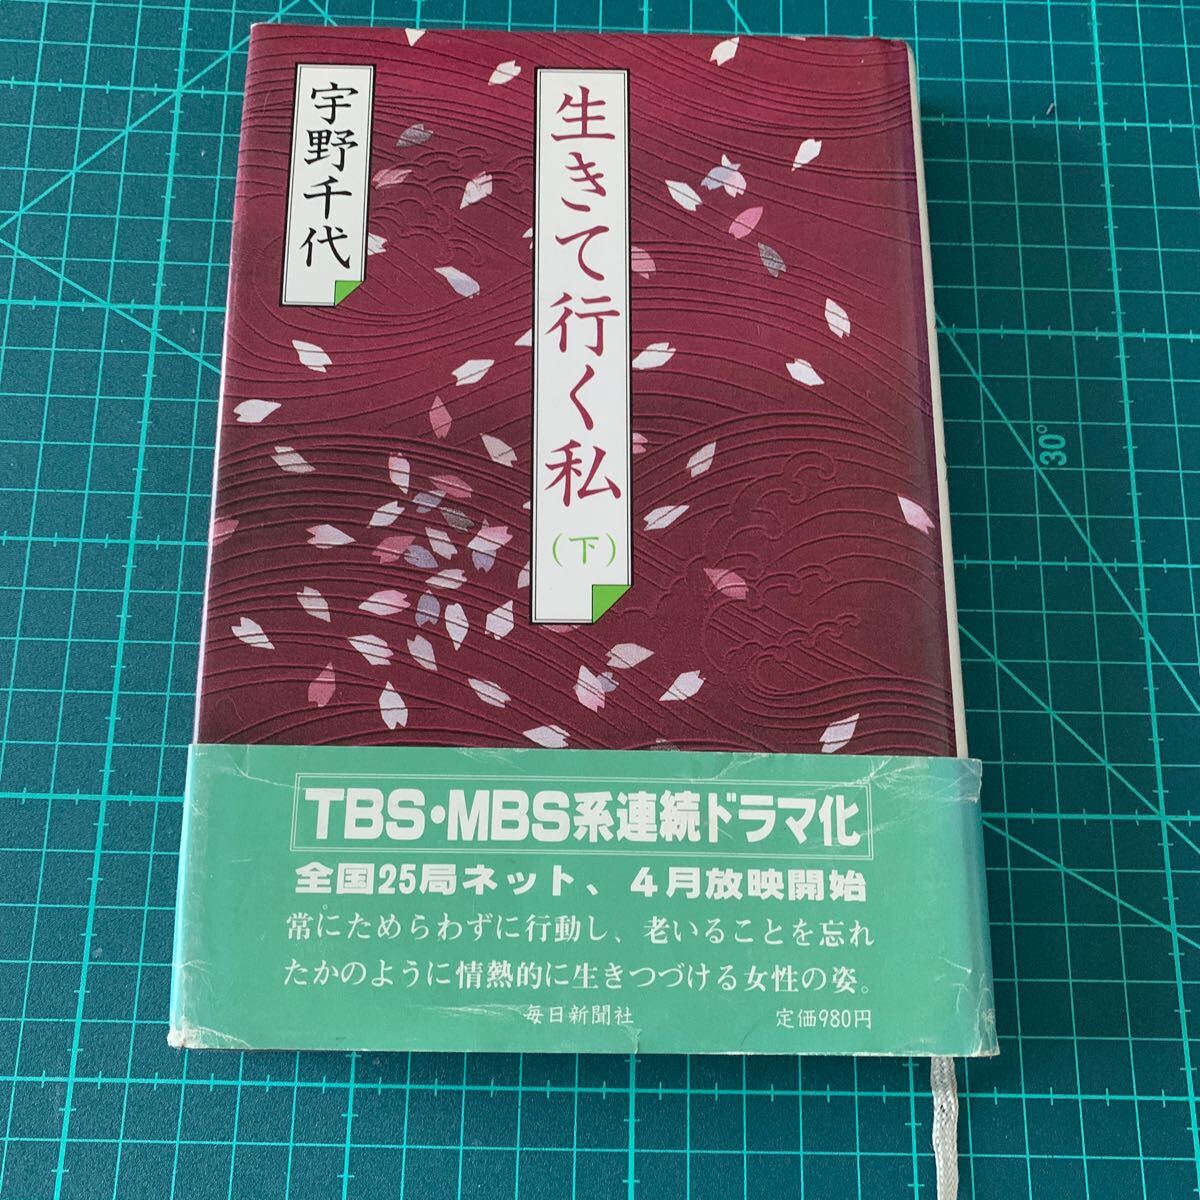 生きて行く私
(下)
宇野千代
TBS・MBS系連続ドラマ化
全国25局ネット、4月放映開始
常にためらわずに行動し、老いることを忘れ
たかのように情熱的に生きつづける女性の姿。
毎日新聞社
定価980円
30°